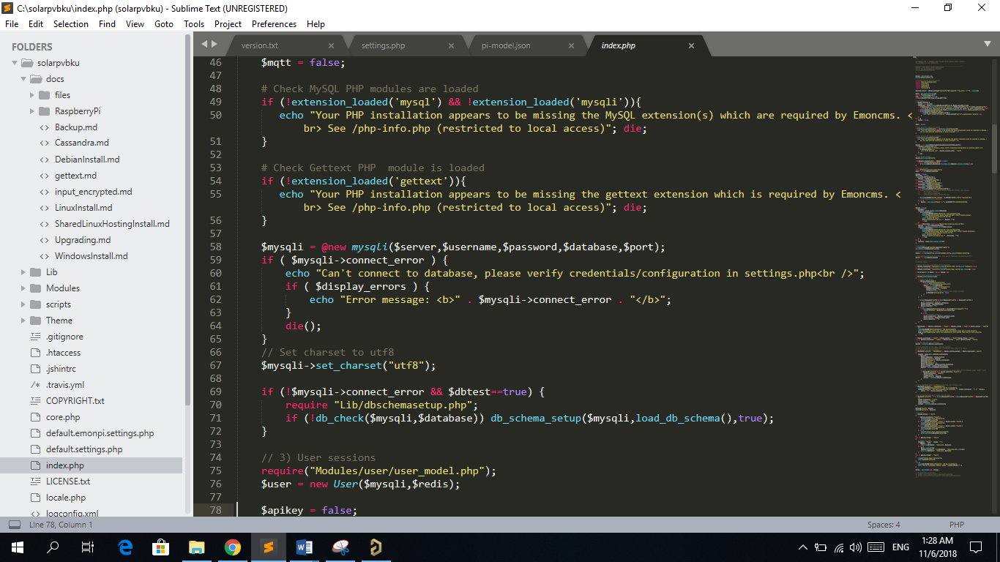 C:\solarpvbku\index.php (solarpvbku) - Sublime Text (UNREGISTERED)
File Edit Selection Find View Goto Tools Project Preferences Help
FOLDERS
solarpvbku
docs
files
RaspberryPi
Backup.md
Cassandra.md
DebianInstall.md
gettext.md
input_encrypted.md
LinuxInstall.md
SharedLinuxHostingInstall.md
Upgrading.md
WindowsInstall.md
Lib
Modules
scripts
Theme
.gitignore
.htaccess
.jshintrc
.travis.yml
COPYRIGHT.txt
core.php
default.emonpi.settings.php
default.settings.php
index.php
LICENSE.txt
locale.php
logconfig.xml
version.txt settings.php pi-model.json index.php
46 $mqtt = false;
47
48 # Check MySQL PHP modules are loaded
49 if (!extension_loaded('mysql') && !extension_loaded('mysqli')){
50 echo "Your PHP installation appears to be missing the MySQL extension(s) which are required by Emoncms. <
br> See /php-info.php (restricted to local access)"; die;
51 }
52
53 # Check Gettext PHP  module is loaded
54 if (!extension_loaded('gettext')){
55 echo "Your PHP installation appears to be missing the gettext extension which is required by Emoncms. <
br> See /php-info.php (restricted to local access)"; die;
56 }
57
58 $mysqli = @new mysqli($server,$username,$password,$database,$port);
59 if ( $mysqli->connect_error ) {
60 echo "Can't connect to database, please verify credentials/configuration in settings.php<br />";
61 if ( $display_errors ) {
62 echo "Error message: <b>" . $mysqli->connect_error . "</b>";
63 }
64 die();
65 }
66 // Set charset to utf8
67 $mysqli->set_charset("utf8");
68
69 if (!$mysqli->connect_error && $dbtest==true) {
70 require "Lib/dbschemasetup.php";
71 if (!db_check($mysqli,$database)) db_schema_setup($mysqli,load_db_schema(),true);
72 }
73
74 // 3) User sessions
75 require("Modules/user/user_model.php");
76 $user = new User($mysqli,$redis);
77
78 $apikey = false;
Line 78, Column 1 Spaces: 4 PHP
ENG
1:28 AM
11/6/2018